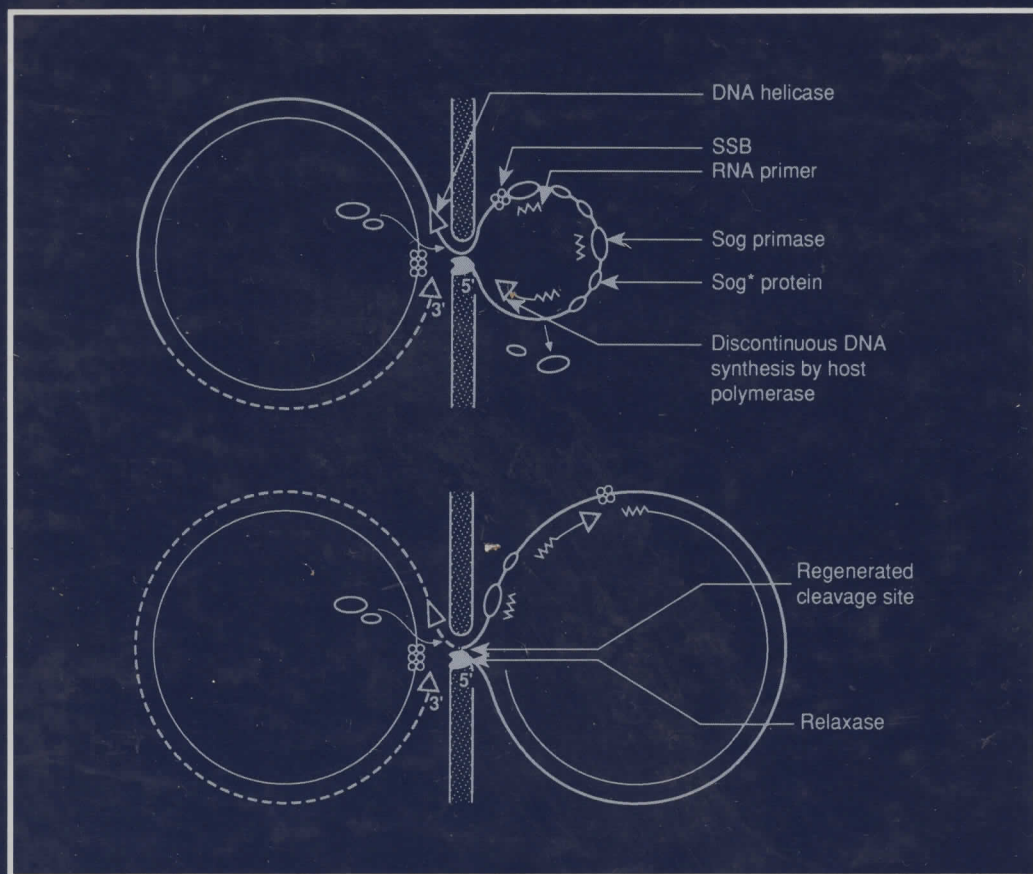 DNA helicase
SSB
RNA primer
Sog primase
Sog* protein
5'
3'
Discontinuous DNA
synthesis by host
polymerase
Regenerated
cleavage site
5'
3'
Relaxase